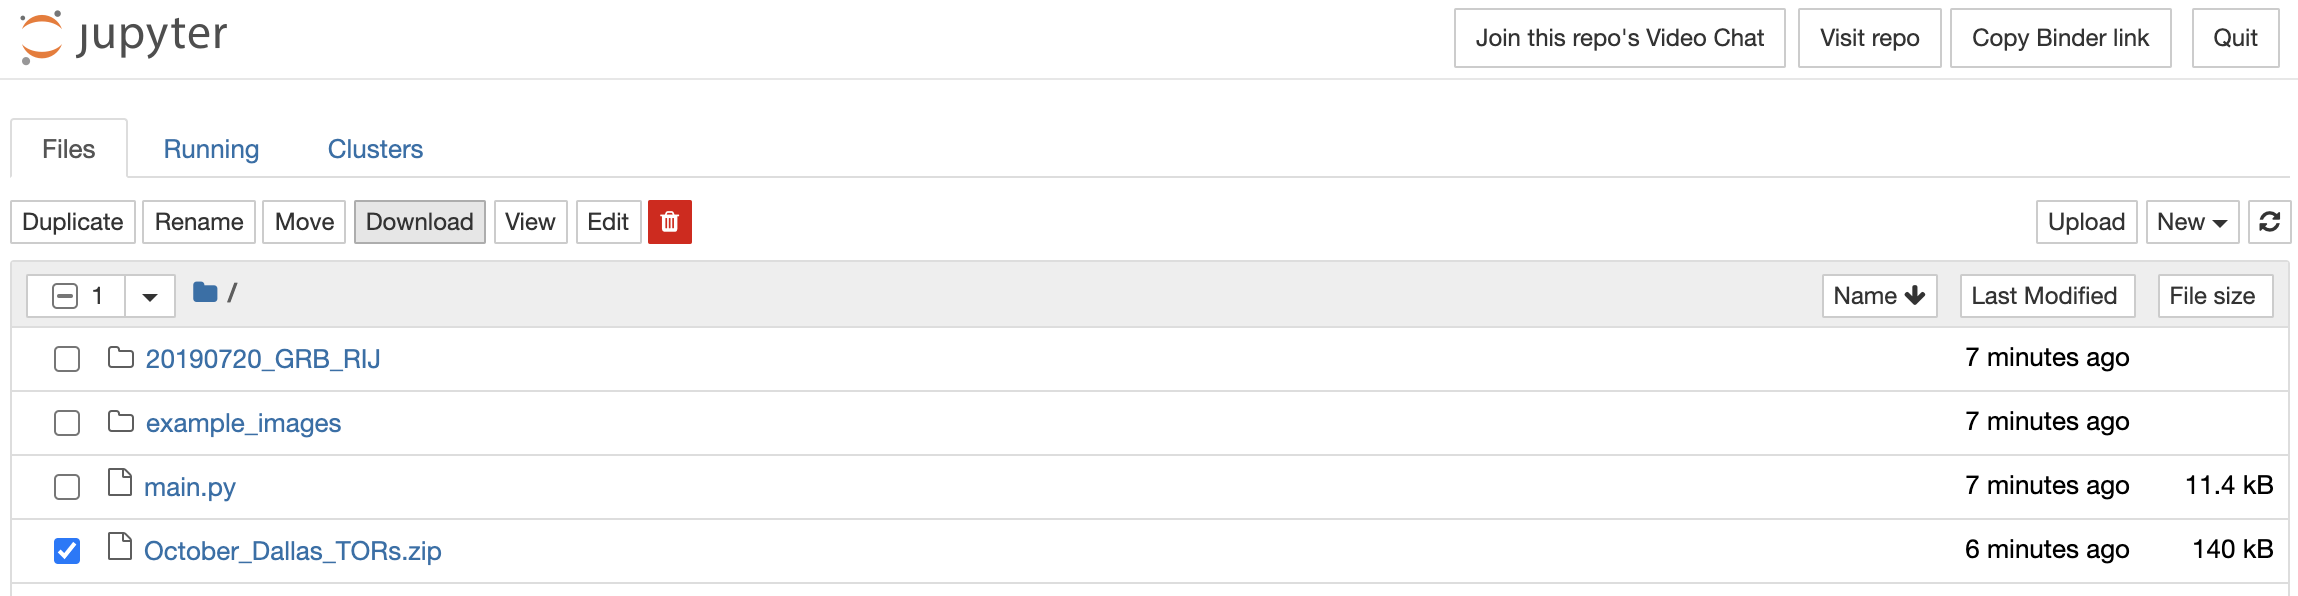 jupyter
Join this repo's Video Chat Visit repo Copy Binder link Quit
Files Running Clusters
Duplicate Rename Move Download View Edit Upload New
1 / Name Last Modified File size
20190720_GRB_RIJ 7 minutes ago
example_images 7 minutes ago
main.py 7 minutes ago 11.4 kB
October_Dallas_TORs.zip 6 minutes ago 140 kB